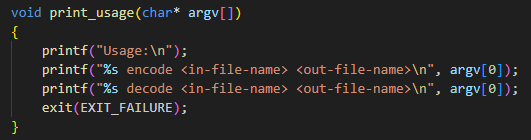 void print_usage(char* argv[])
{
    printf("Usage:\n");
    printf("%s encode <in-file-name> <out-file-name>\n", argv[0]);
    printf("%s decode <in-file-name> <out-file-name>\n", argv[0]);
    exit(EXIT_FAILURE);
}